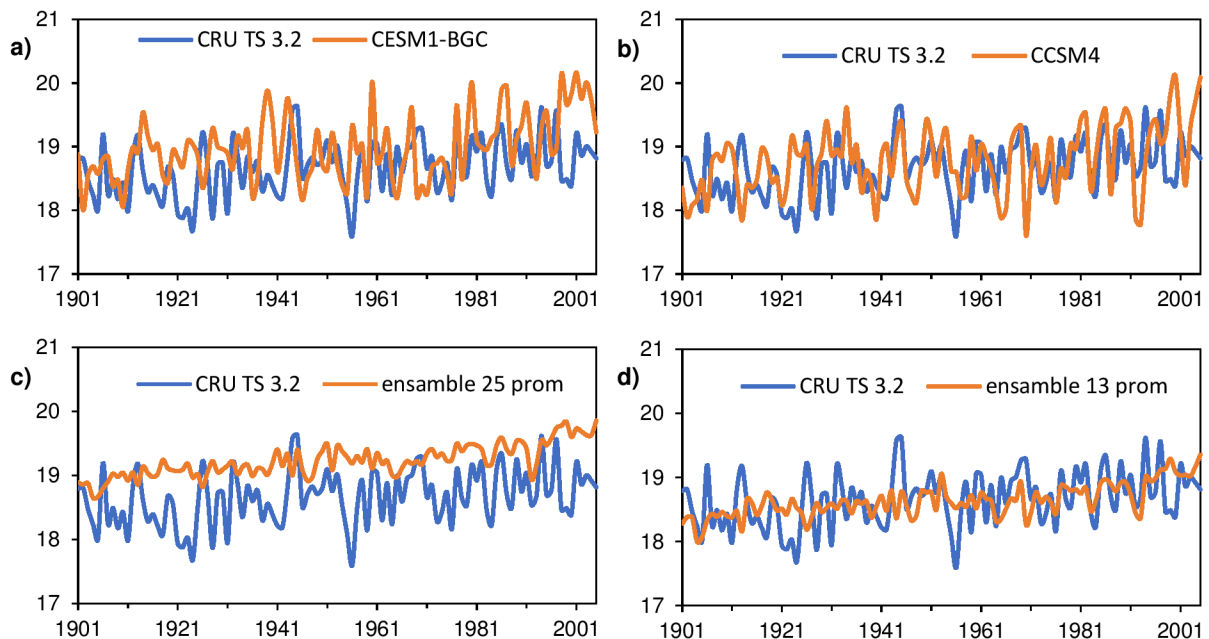 a)
CRU TS 3.2 CESM1-BGC
21
20
19
18
17
1901 1921 1941 1961 1981 2001
b)
CRU TS 3.2 CCSM4
21
20
19
18
17
1901 1921 1941 1961 1981 2001
c)
CRU TS 3.2 ensamble 25 prom
21
20
19
18
17
1901 1921 1941 1961 1981 2001
d)
CRU TS 3.2 ensamble 13 prom
21
20
19
18
17
1901 1921 1941 1961 1981 2001